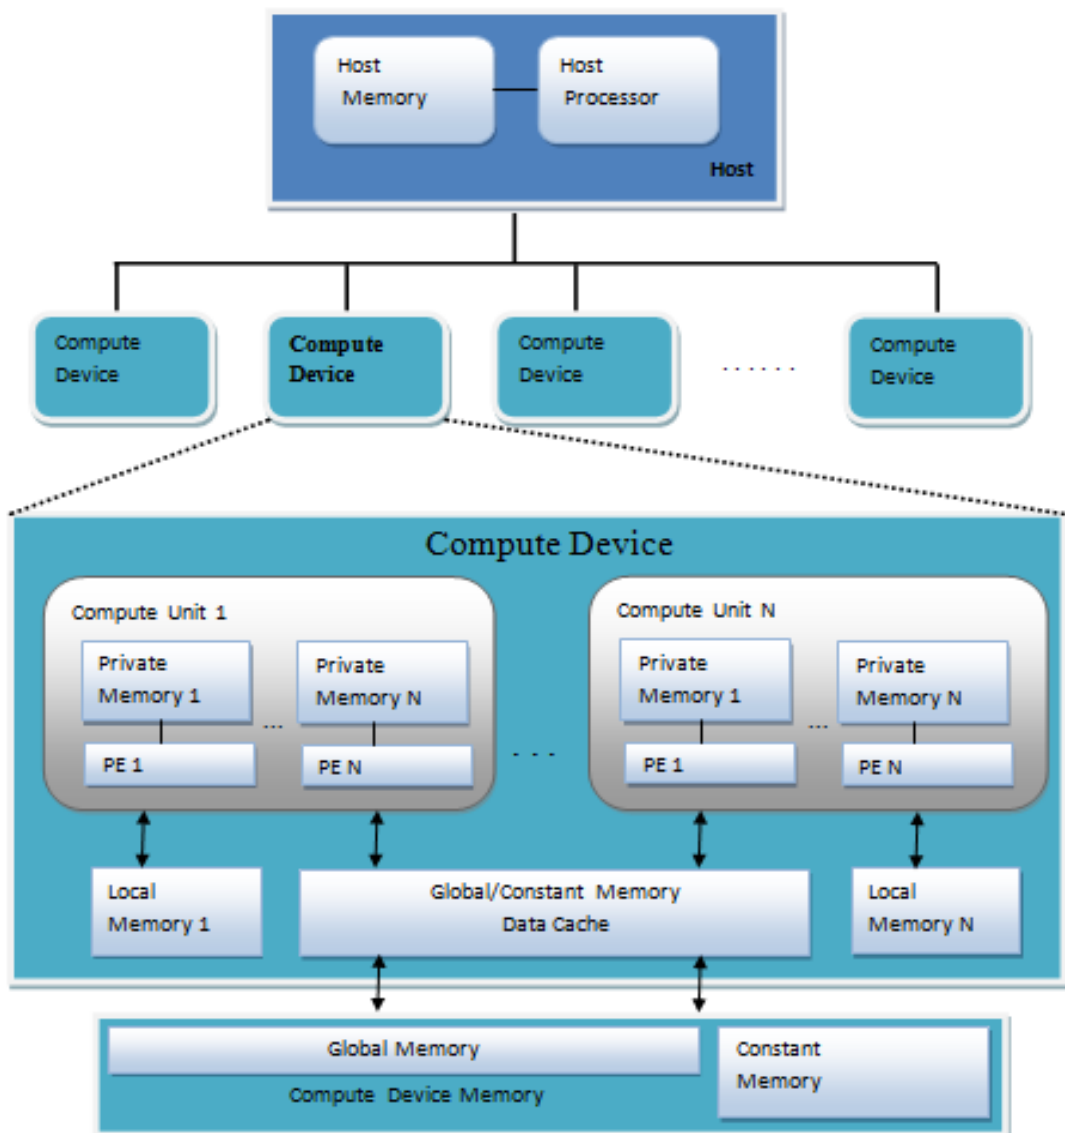 Host
Memory
Host
Processor
Host
Compute
Device
Compute
Device
Compute
Device
. . . . . .
Compute
Device
Compute Device
Compute Unit 1
Private
Memory 1
...
Private
Memory N
PE 1
PE N
. . .
Compute Unit N
Private
Memory 1
...
Private
Memory N
PE 1
PE N
Local
Memory 1
Global/Constant Memory
Data Cache
Local
Memory N
Global Memory
Compute Device Memory
Constant
Memory